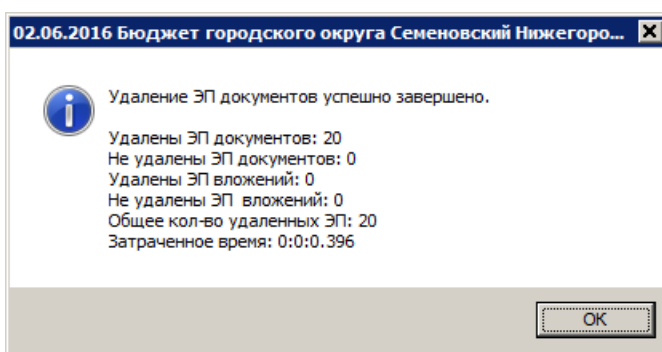 02.06.2016 Бюджет городского округа Семеновский Нижегоро...
Удаление ЭП документов успешно завершено.
Удалены ЭП документов: 20
Не удалены ЭП документов: 0
Удалены ЭП вложений: 0
Не удалены ЭП  вложений: 0
Общее кол-во удаленных ЭП: 20
Затраченное время: 0:0:0.396
OK